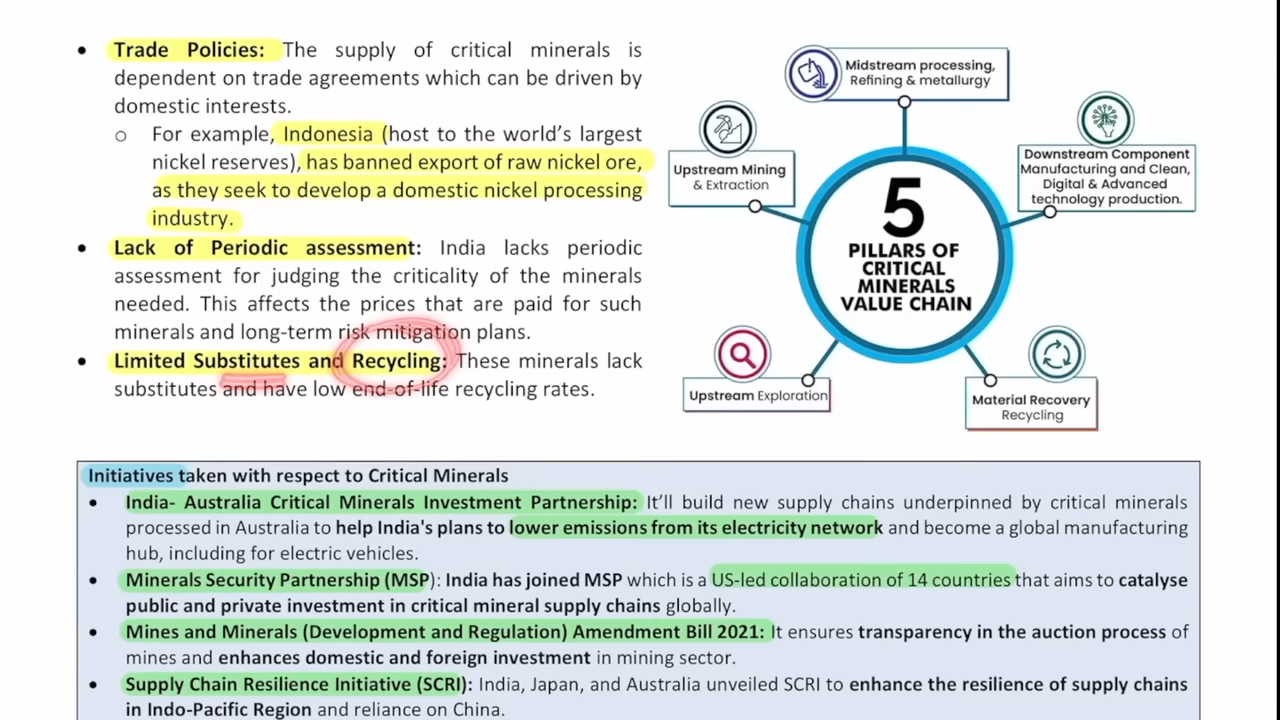 • Trade Policies: The supply of critical minerals is
dependent on trade agreements which can be driven by
domestic interests.
o For example, Indonesia (host to the world's largest
nickel reserves), has banned export of raw nickel ore,
as they seek to develop a domestic nickel processing
industry.
• Lack of Periodic assessment: India lacks periodic
assessment for judging the criticality of the minerals
needed. This affects the prices that are paid for such
minerals and long-term risk mitigation plans.
• Limited Substitutes and Recycling: These minerals lack
substitutes and have low end-of-life recycling rates.
Midstream processing,
Refining & metallurgy
Upstream Mining
& Extraction
Downstream Component
Manufacturing and Clean,
Digital & Advanced
technology production.
5
PILLARS OF
CRITICAL
MINERALS
VALUE CHAIN
Upstream Exploration
Material Recovery
Recycling
Initiatives taken with respect to Critical Minerals
• India- Australia Critical Minerals Investment Partnership: It'll build new supply chains underpinned by critical minerals
processed in Australia to help India's plans to lower emissions from its electricity network and become a global manufacturing
hub, including for electric vehicles.
• Minerals Security Partnership (MSP): India has joined MSP which is a US-led collaboration of 14 countries that aims to catalyse
public and private investment in critical mineral supply chains globally.
• Mines and Minerals (Development and Regulation) Amendment Bill 2021: It ensures transparency in the auction process of
mines and enhances domestic and foreign investment in mining sector.
• Supply Chain Resilience Initiative (SCRI): India, Japan, and Australia unveiled SCRI to enhance the resilience of supply chains
in Indo-Pacific Region and reliance on China.